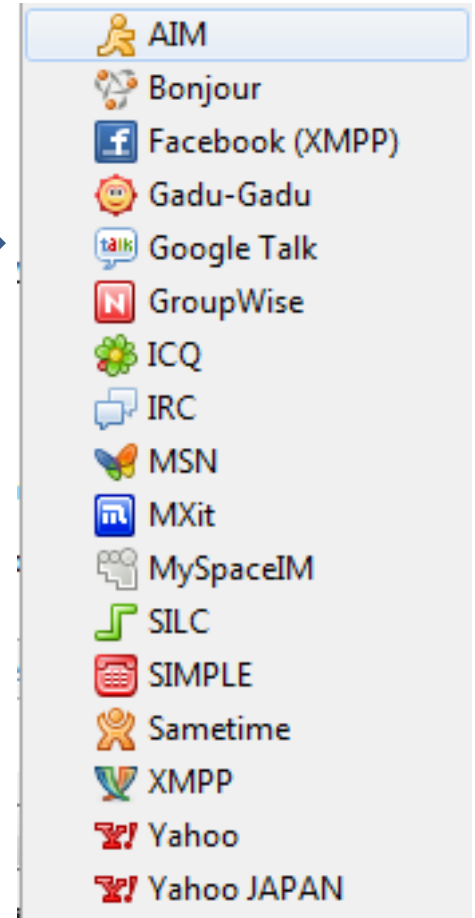 AIM
Bonjour
Facebook (XMPP)
Gadu-Gadu
Google Talk
GroupWise
ICQ
IRC
MSN
MXit
MySpaceIM
SILC
SIMPLE
Sametime
XMPP
Yahoo
Yahoo JAPAN